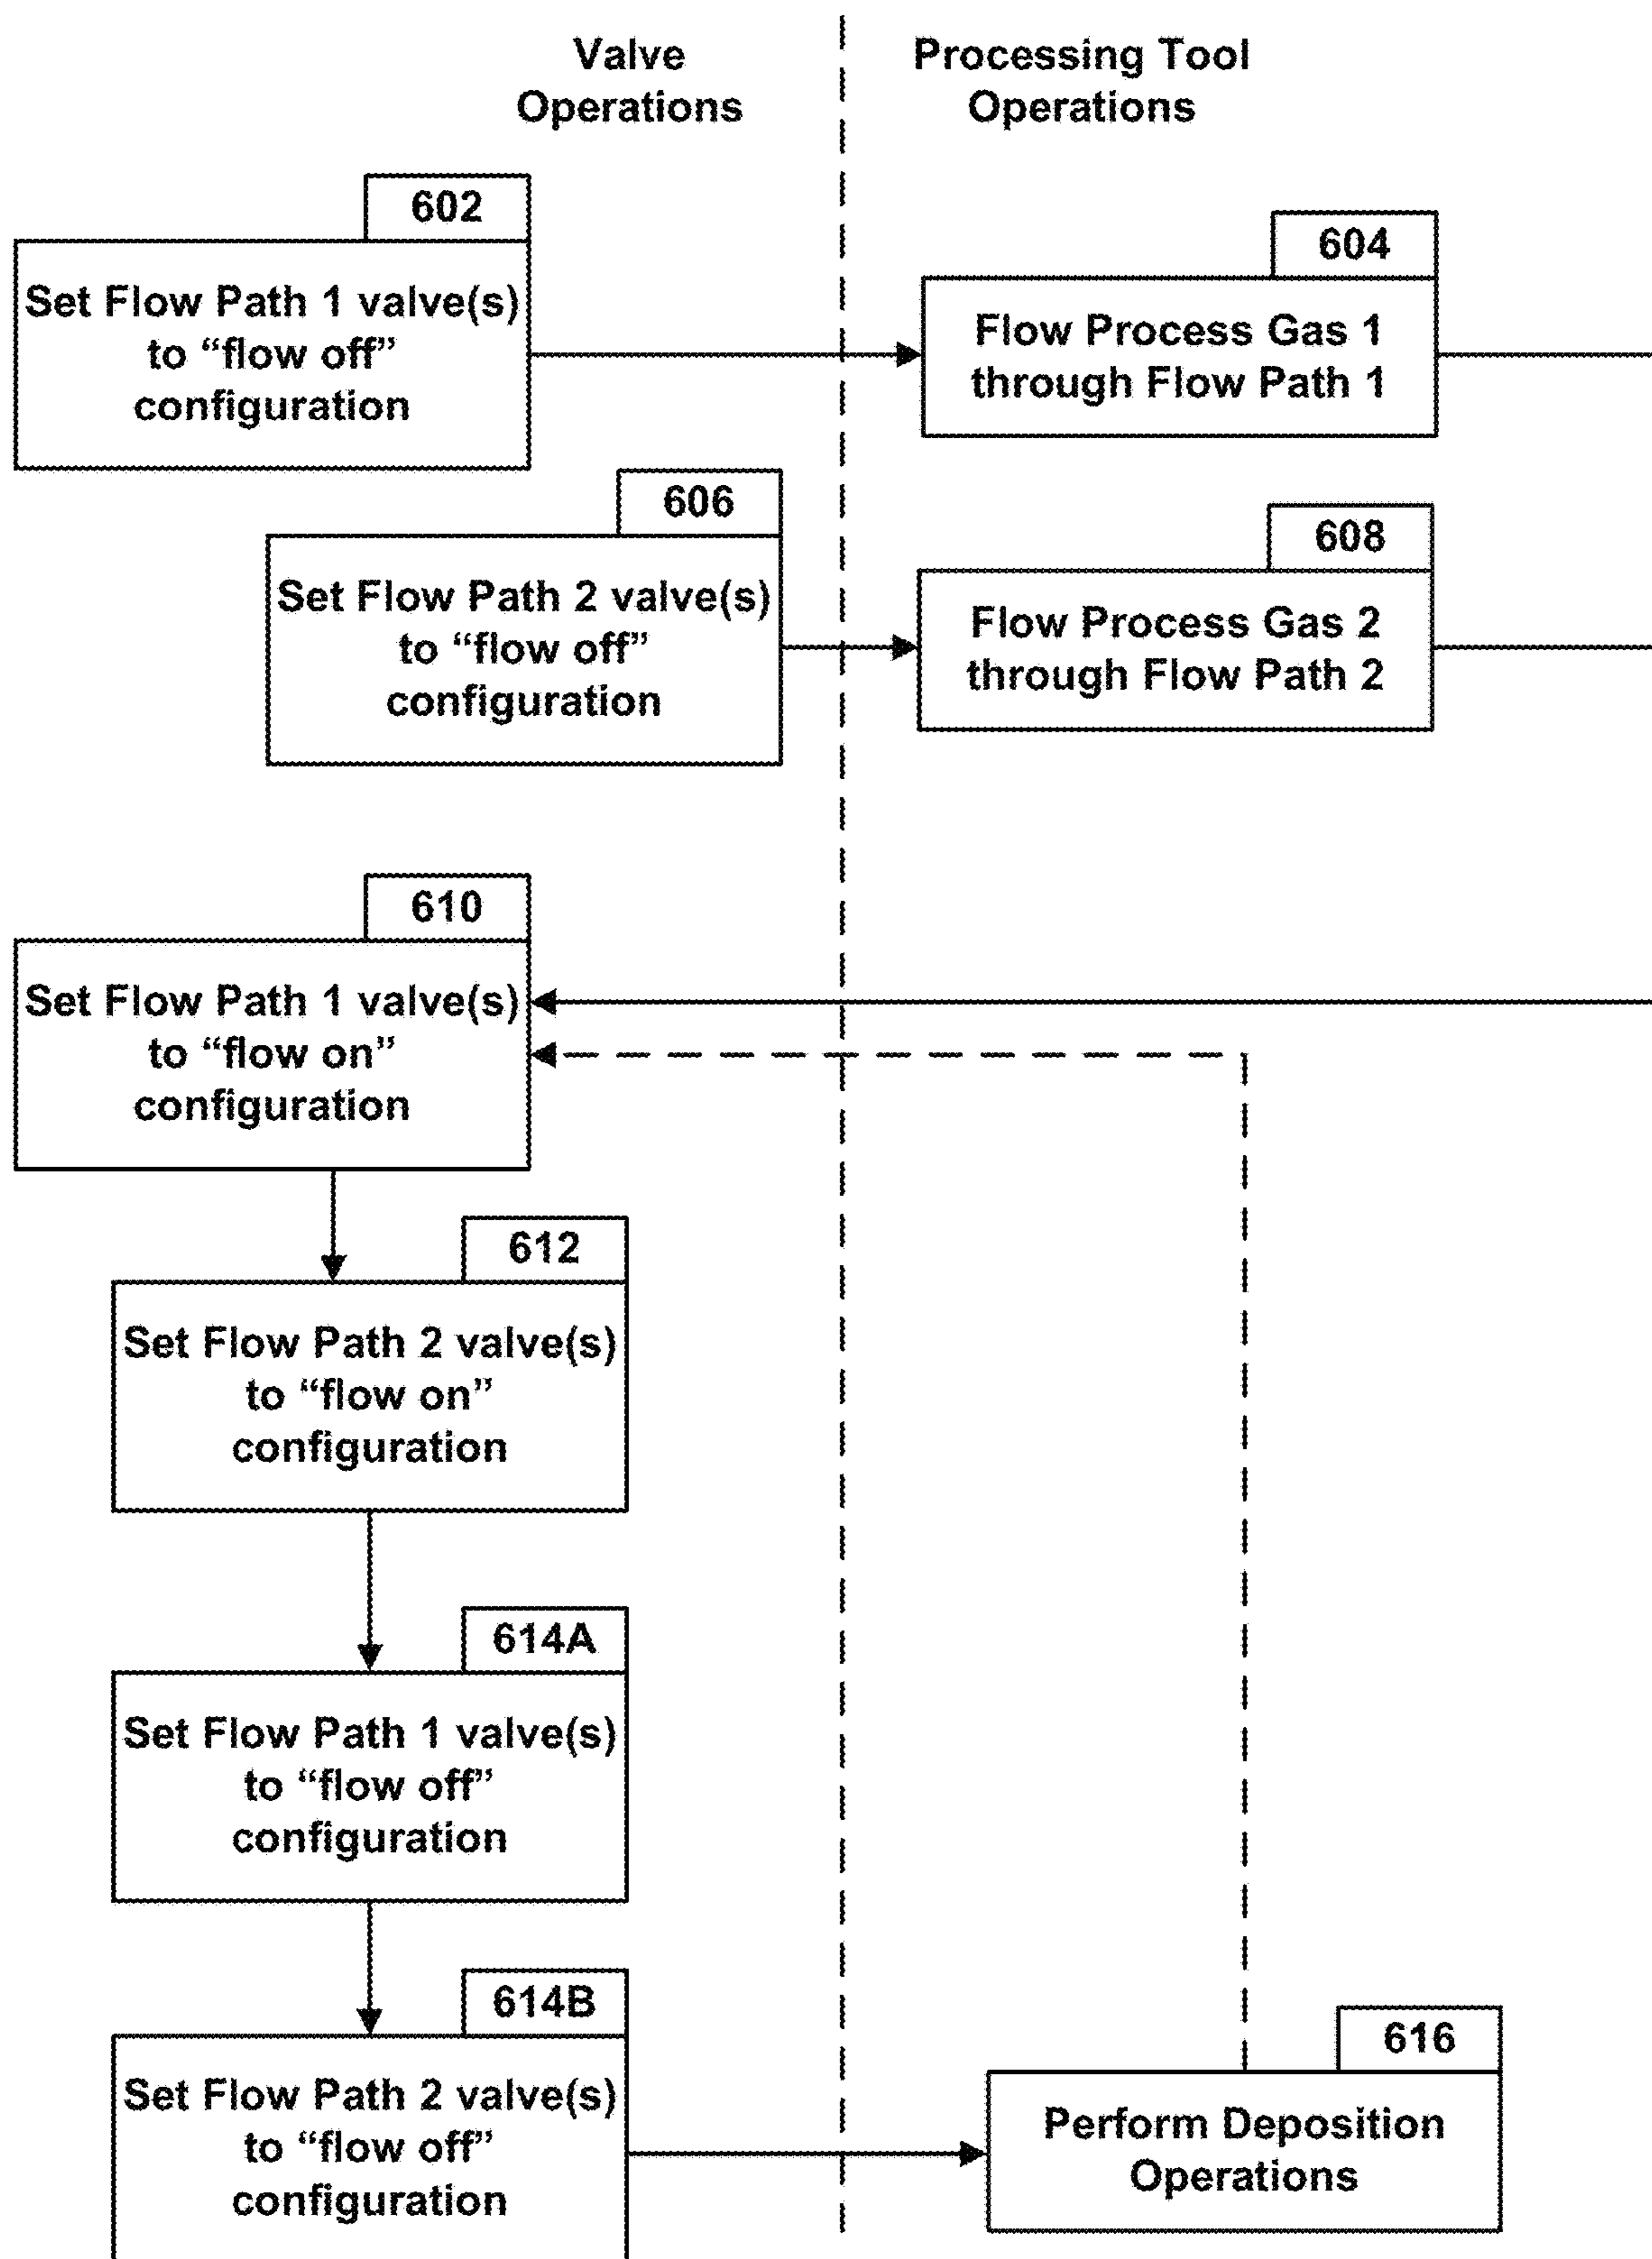 Valve
Operations
Processing Tool
Operations
602
Set Flow Path 1 valve(s)
to “flow off”
configuration
604
Flow Process Gas 1
through Flow Path 1
606
Set Flow Path 2 valve(s)
to “flow off”
configuration
608
Flow Process Gas 2
through Flow Path 2
610
Set Flow Path 1 valve(s)
to “flow on”
configuration
612
Set Flow Path 2 valve(s)
to “flow on”
configuration
614A
Set Flow Path 1 valve(s)
to “flow off”
configuration
614B
Set Flow Path 2 valve(s)
to “flow off”
configuration
616
Perform Deposition
Operations